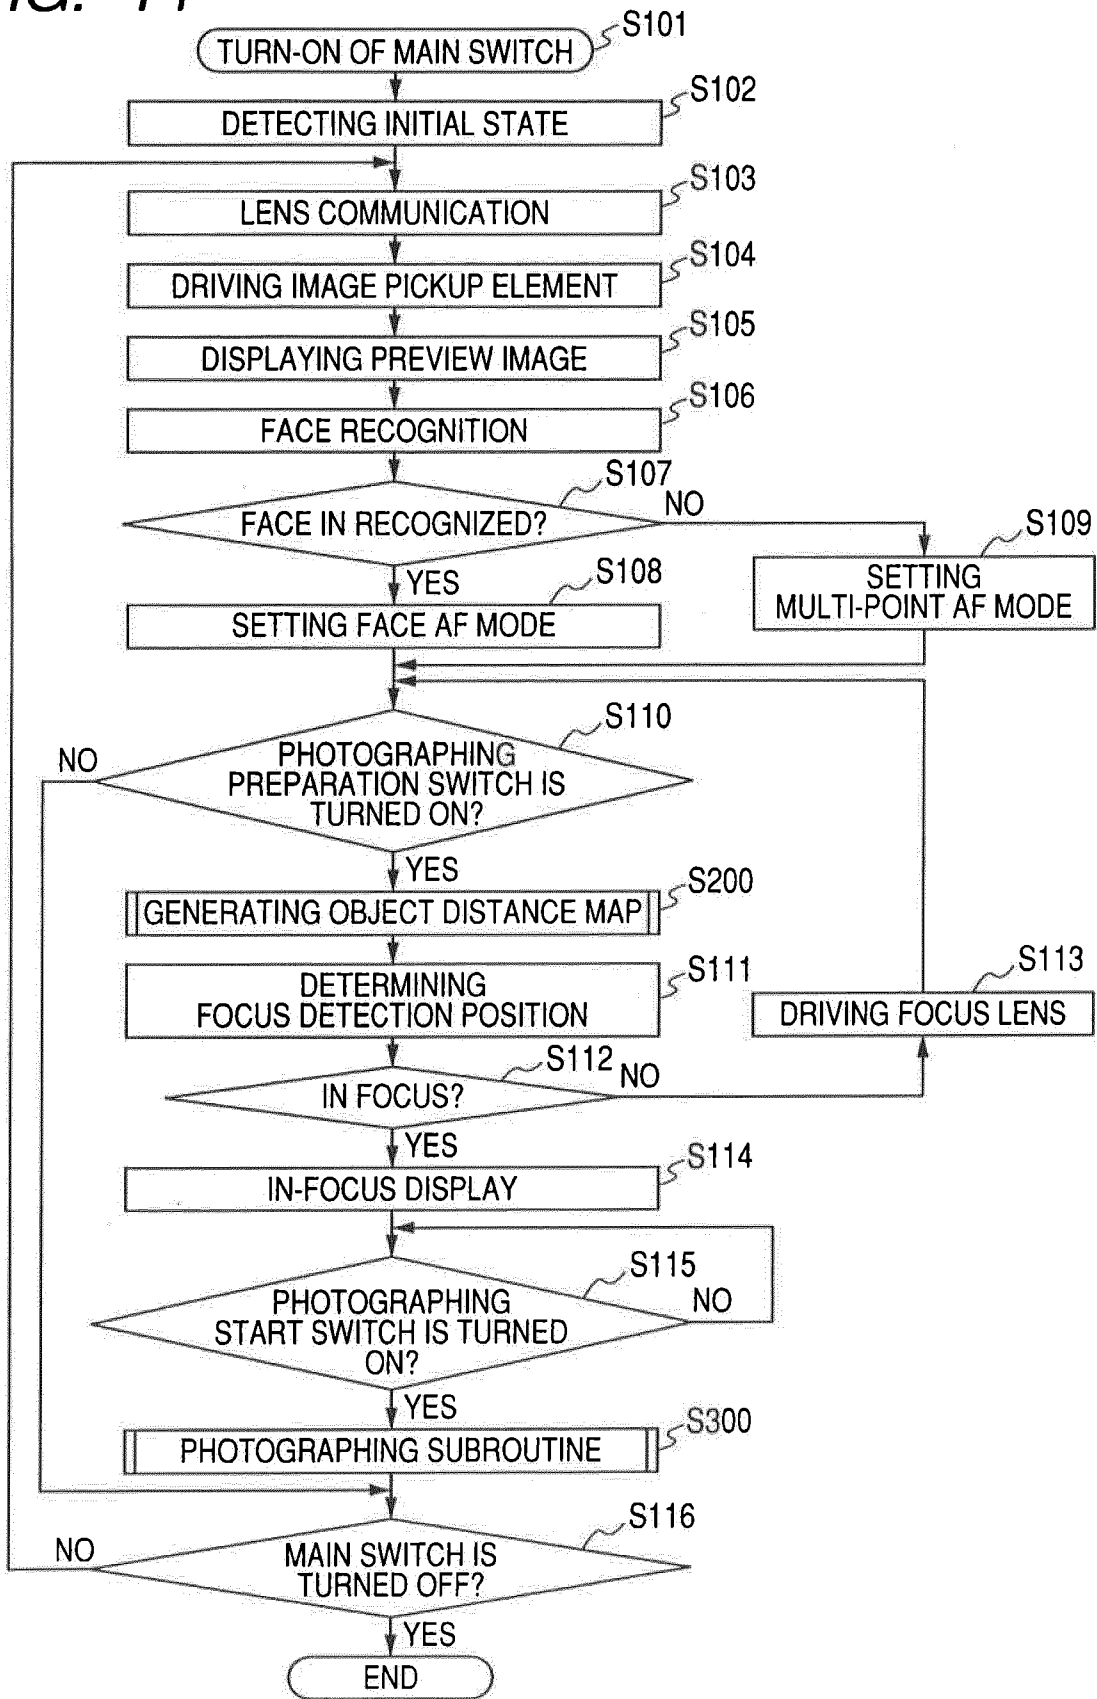 TURN-ON OF MAIN SWITCH
S101
S102
DETECTING INITIAL STATE
S103
LENS COMMUNICATION
S104
DRIVING IMAGE PICKUP ELEMENT
S105
DISPLAYING PREVIEW IMAGE
S106
FACE RECOGNITION
S107
FACE IN RECOGNIZED?
NO
S109
SETTING
MULTI-POINT AF MODE
YES
S108
SETTING FACE AF MODE
S110
NO
PHOTOGRAPHING
PREPARATION SWITCH IS
TURNED ON?
YES
S200
GENERATING OBJECT DISTANCE MAP
S111
DETERMINING
FOCUS DETECTION POSITION
S113
DRIVING FOCUS LENS
S112
NO
IN FOCUS?
YES
S114
IN-FOCUS DISPLAY
S115
NO
PHOTOGRAPHING
START SWITCH IS TURNED
ON?
YES
S300
PHOTOGRAPHING SUBROUTINE
S116
NO
MAIN SWITCH IS
TURNED OFF?
YES
END